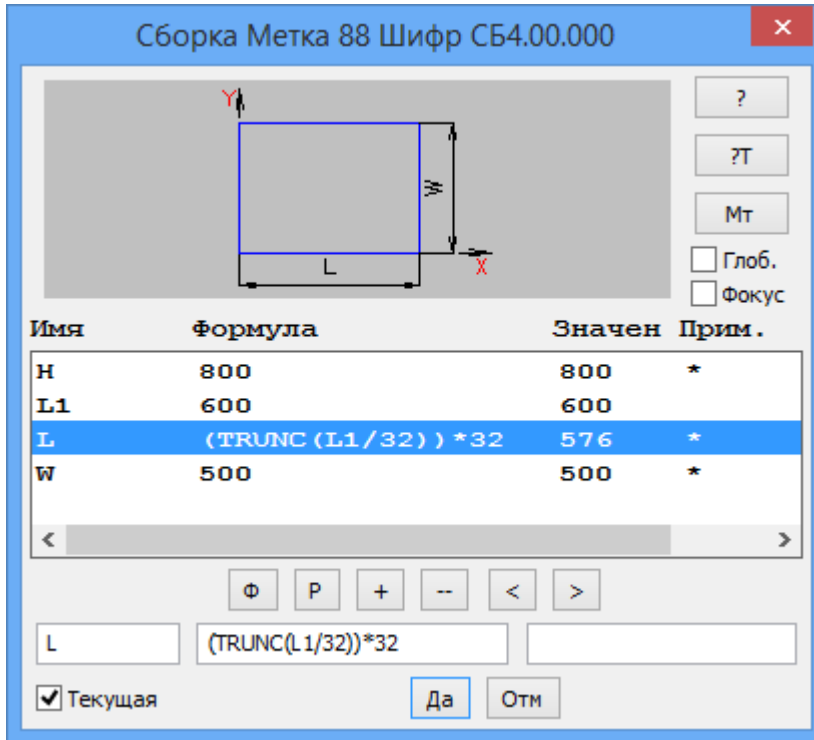 Сборка Метка 88 Шифр СБ4.00.000
×
Y
W
L
X
?
?T
Мт
Глоб.
Фокус
Имя Формула Значен Прим.
H 800 800 *
L1 600 600
L (TRUNC(L1/32))*32 576 *
W 500 500 *
< >
Ф Р + -- < >
L (TRUNC(L1/32))*32
Текущая Да Отм